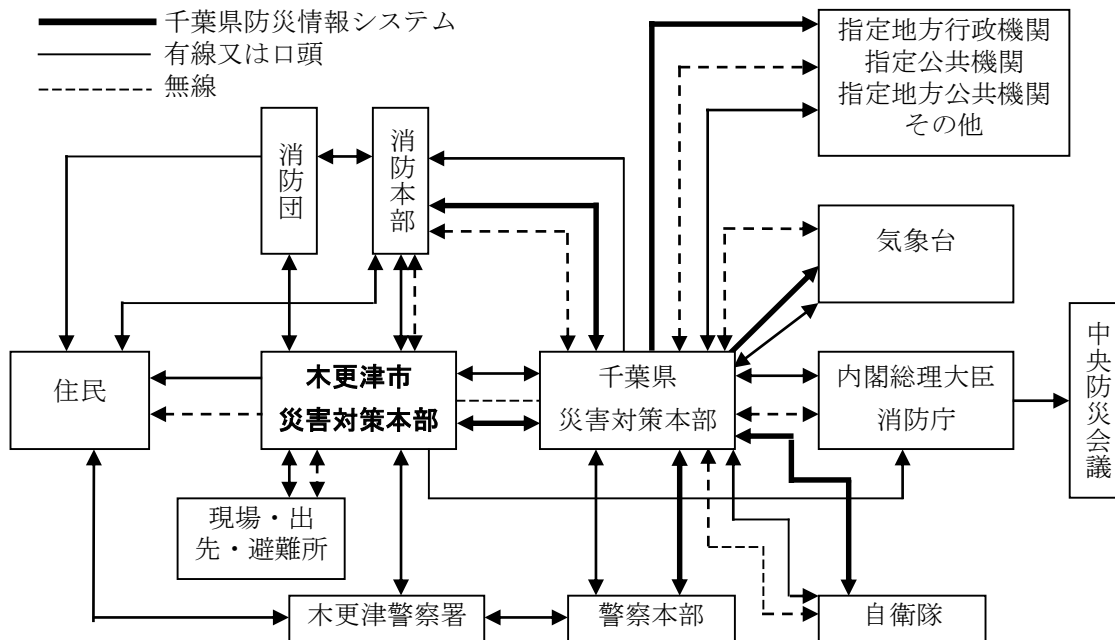 千葉県防災情報システム
有線又は口頭
無線
指定地方行政機関
指定公共機関
指定地方公共機関
その他
消防団
消防本部
気象台
住民
木更津市
災害対策本部
千葉県
災害対策本部
内閣総理大臣
消防庁
中央防災会議
現場・出
先・避難所
木更津警察署
警察本部
自衛隊